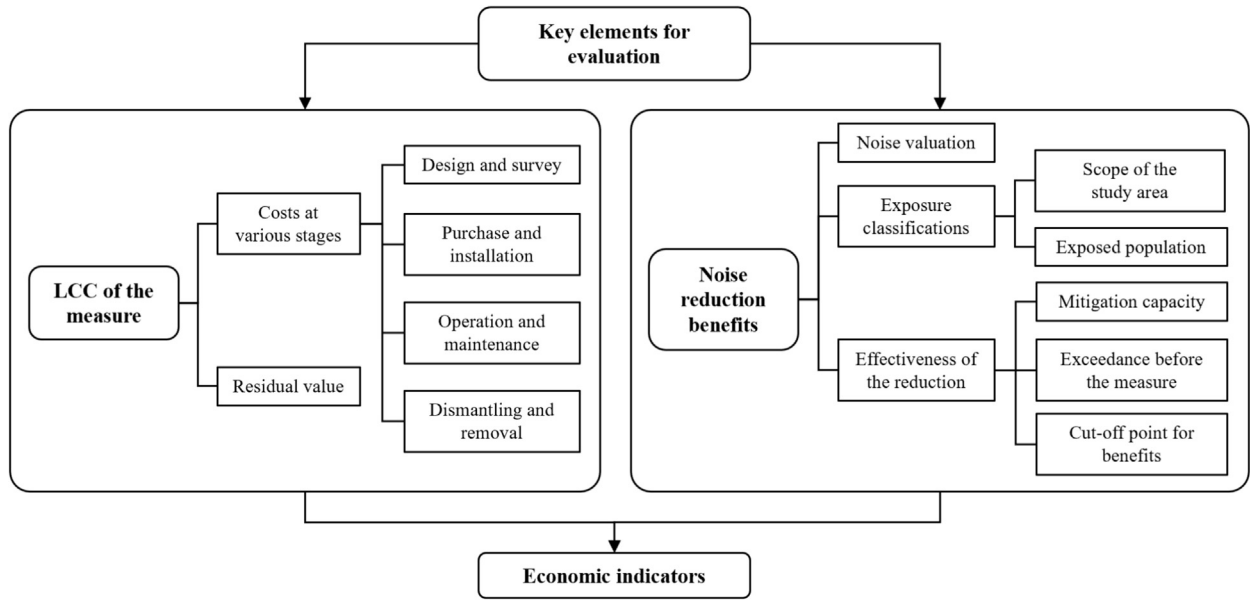 Key elements for
evaluation
LCC of the
measure
Costs at
various stages
Residual value
Design and survey
Purchase and
installation
Operation and
maintenance
Dismantling and
removal
Noise
reduction
benefits
Noise valuation
Exposure
classifications
Effectiveness of
the reduction
Scope of the
study area
Exposed population
Mitigation capacity
Exceedance before
the measure
Cut-off point for
benefits
Economic indicators